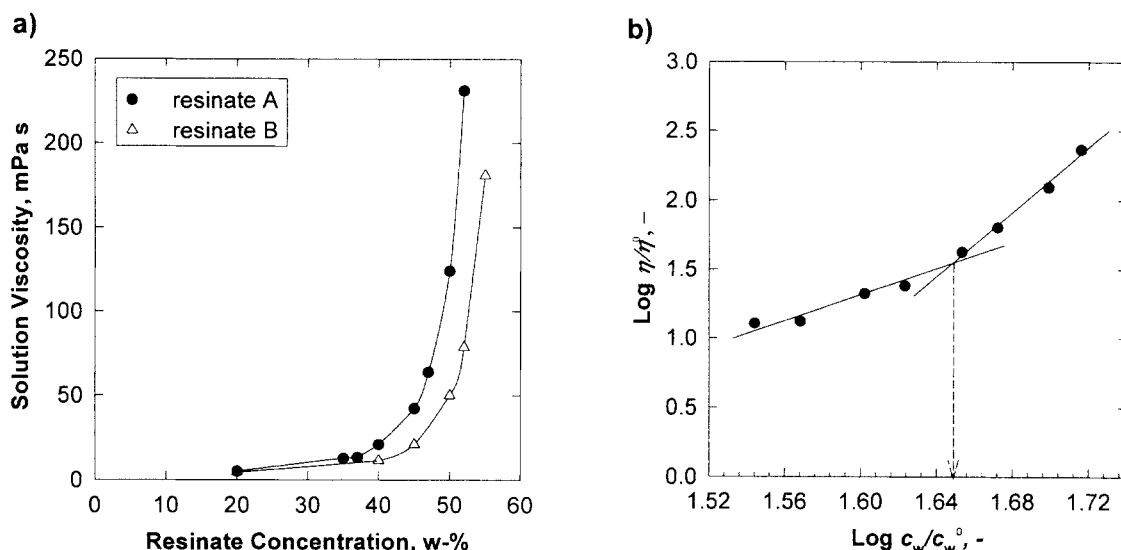 a)
250
200
150
100
50
0
resinate A
resinate B
Solution Viscosity, mPa s
0 10 20 30 40 50 60
Resinate Concentration, w-%
b)
3.0
2.5
2.0
1.5
1.0
0.5
0.0
Log η/η⁰, –
1.52 1.56 1.60 1.64 1.68 1.72
Log c_w/c_w⁰, -